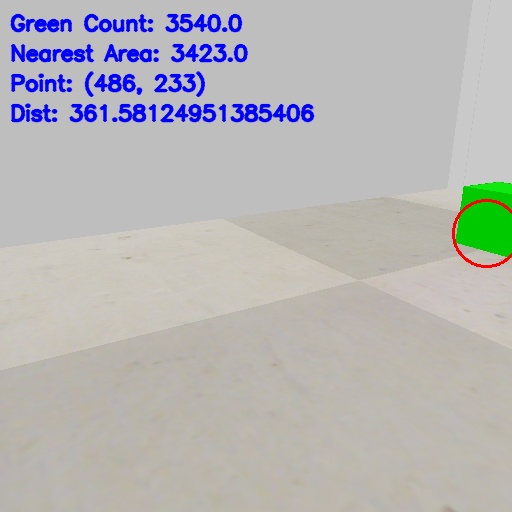 Green Count: 3540.0
Nearest Area: 3423.0
Point: (486, 233)
Dist: 361.58124951385406